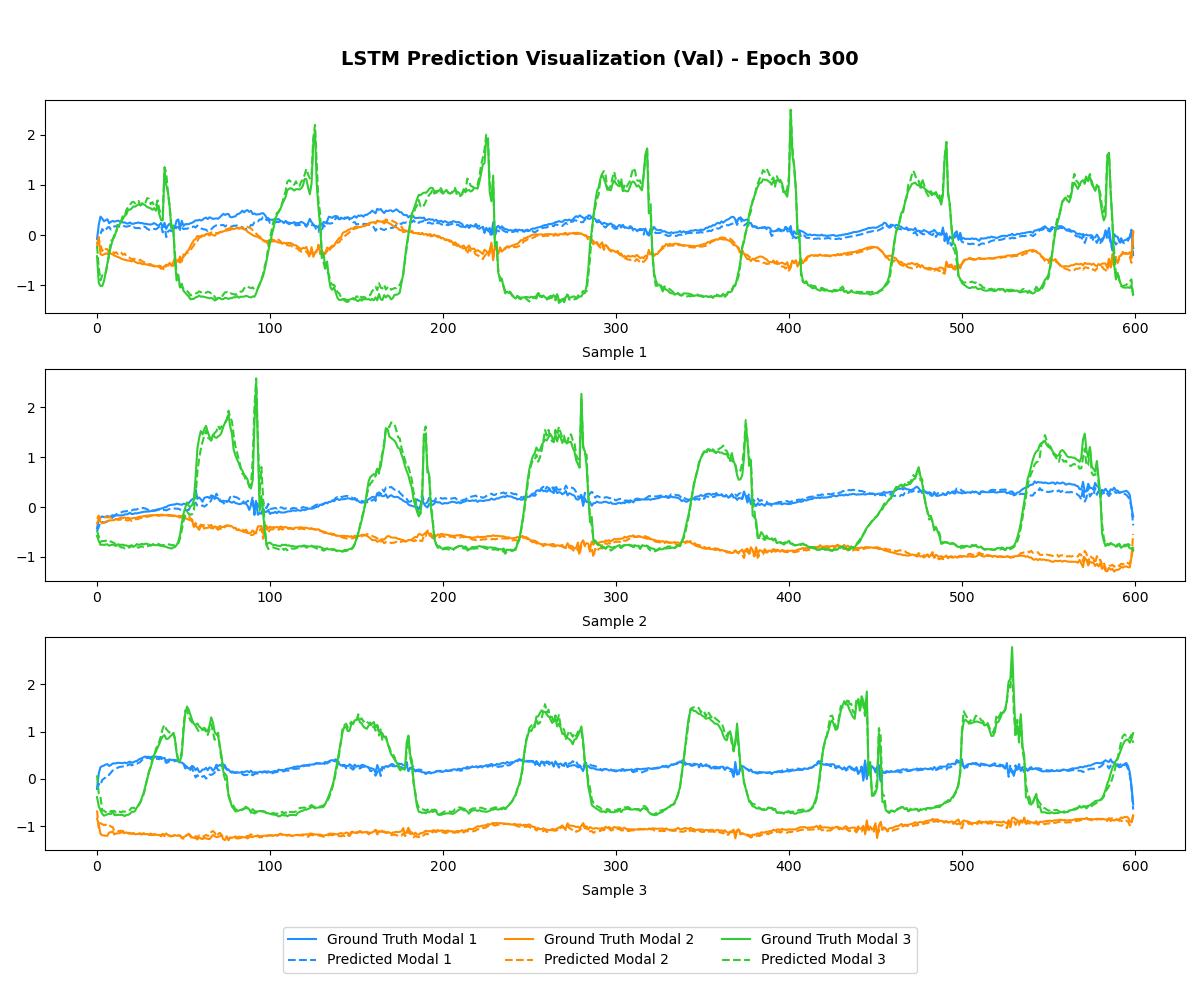 LSTM Prediction Visualization (Val) - Epoch 300
2
1
0
−1
0 100 200 300 400 500 600
Sample 1
2
1
0
−1
0 100 200 300 400 500 600
Sample 2
2
1
0
−1
0 100 200 300 400 500 600
Sample 3
Ground Truth Modal 1 Ground Truth Modal 2 Ground Truth Modal 3
Predicted Modal 1 Predicted Modal 2 Predicted Modal 3